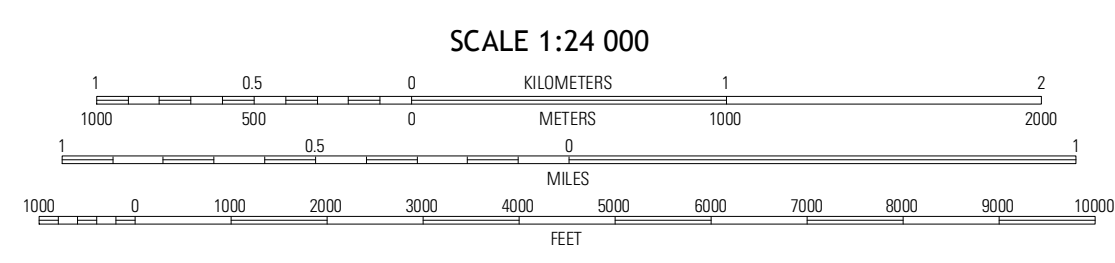 SCALE 1:24 000
1 0.5 0 KILOMETERS 1 2
1000 500 0 METERS 1000 2000
1 0.5 0 1
MILES
1000 0 1000 2000 3000 4000 5000 6000 7000 8000 9000 10000
FEET